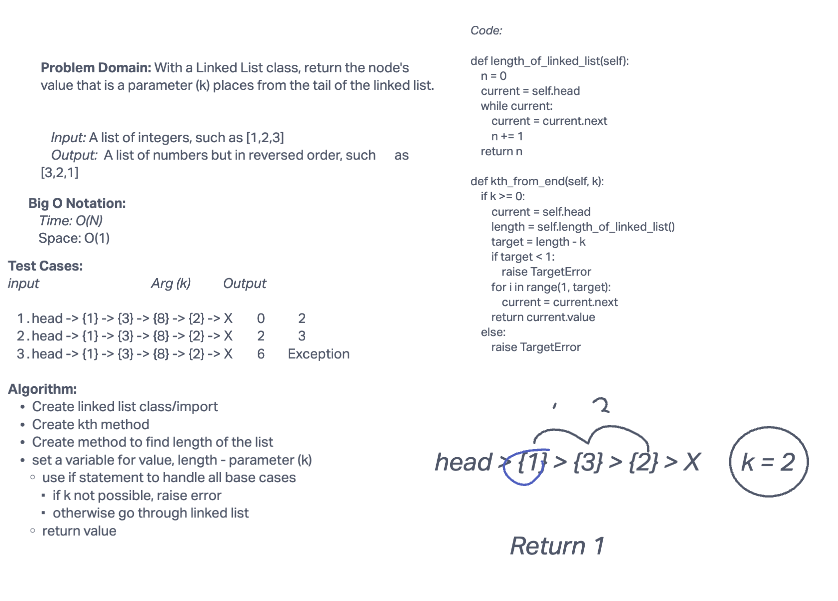 Problem Domain: With a Linked List class, return the node's
value that is a parameter (k) places from the tail of the linked list.
Input: A list of integers, such as [1,2,3]
Output: A list of numbers but in reversed order, such as
[3,2,1]
Big O Notation:
Time: O(N)
Space: O(1)
Test Cases:
input Arg (k) Output
1. head -> {1} -> {3} -> {8} -> {2} -> X 0 2
2. head -> {1} -> {3} -> {8} -> {2} -> X 2 3
3. head -> {1} -> {3} -> {8} -> {2} -> X 6 Exception
Algorithm:
• Create linked list class/import
• Create kth method
• Create method to find length of the list
• set a variable for value, length - parameter (k)
◦ use if statement to handle all base cases
▪ if k not possible, raise error
▪ otherwise go through linked list
◦ return value
Code:
def length_of_linked_list(self):
n = 0
current = self.head
while current:
current = current.next
n += 1
return n
def kth_from_end(self, k):
if k >= 0:
current = self.head
length = self.length_of_linked_list()
target = length - k
if target < 1:
raise TargetError
for i in range(1, target):
current = current.next
return current.value
else:
raise TargetError
2
head > {1} > {3} > {2} > X k = 2
Return 1